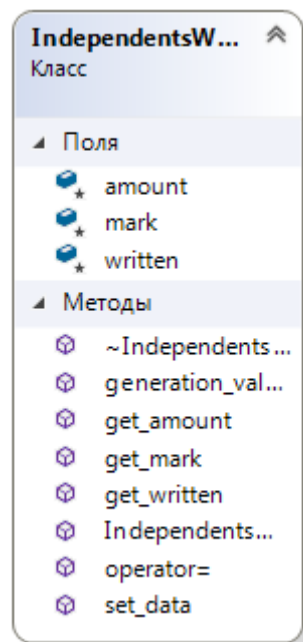 IndependentsW...
Класс
Поля
amount
mark
written
Методы
~Independents...
generation_val...
get_amount
get_mark
get_written
Independents...
operator=
set_data